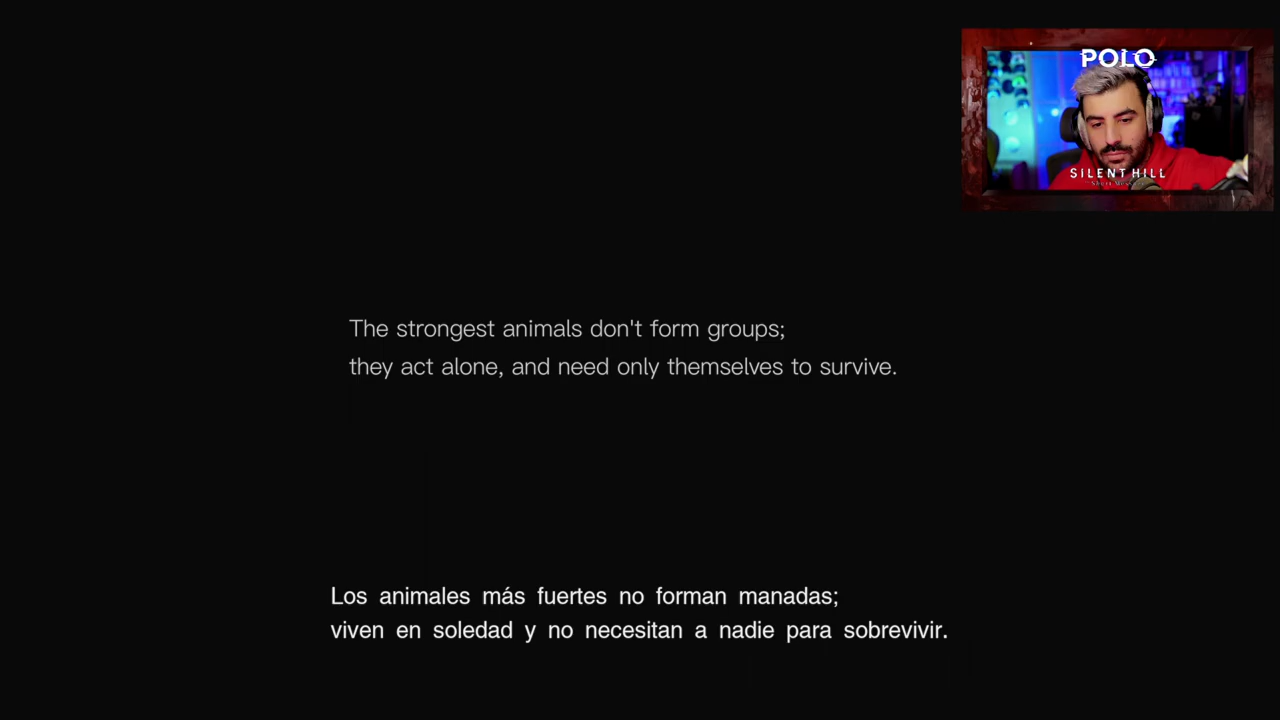 POLO
SILENT HILL
The strongest animals don't form groups;
they act alone, and need only themselves to survive.
Los animales más fuertes no forman manadas;
viven en soledad y no necesitan a nadie para sobrevivir.